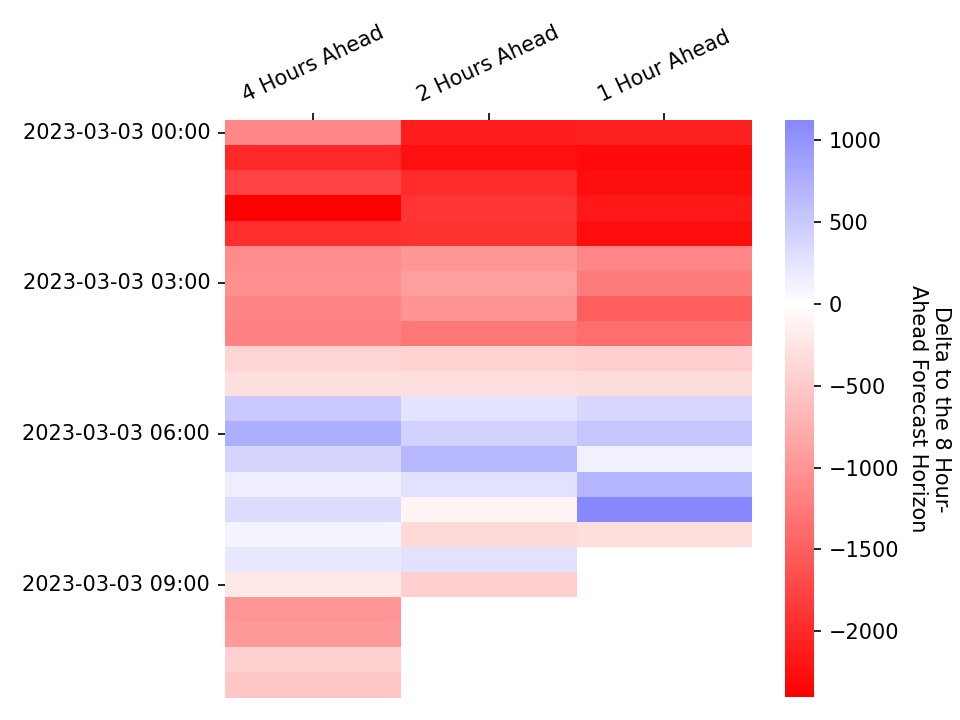 4 Hours Ahead
2 Hours Ahead
1 Hour Ahead
2023-03-03 00:00
2023-03-03 03:00
2023-03-03 06:00
2023-03-03 09:00
1000
500
0
−500
−1000
−1500
−2000
Delta to the 8 Hour-
Ahead Forecast Horizon